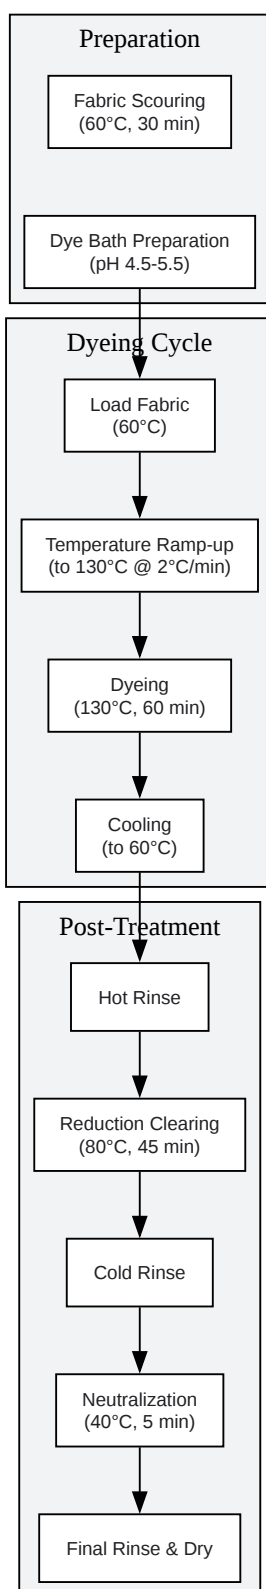 Preparation
Fabric Scouring
(60°C, 30 min)
Dye Bath Preparation
(pH 4.5-5.5)
Dyeing Cycle
Load Fabric
(60°C)
Temperature Ramp-up
(to 130°C @ 2°C/min)
Dyeing
(130°C, 60 min)
Cooling
(to 60°C)
Post-Treatment
Hot Rinse
Reduction Clearing
(80°C, 45 min)
Cold Rinse
Neutralization
(40°C, 5 min)
Final Rinse & Dry